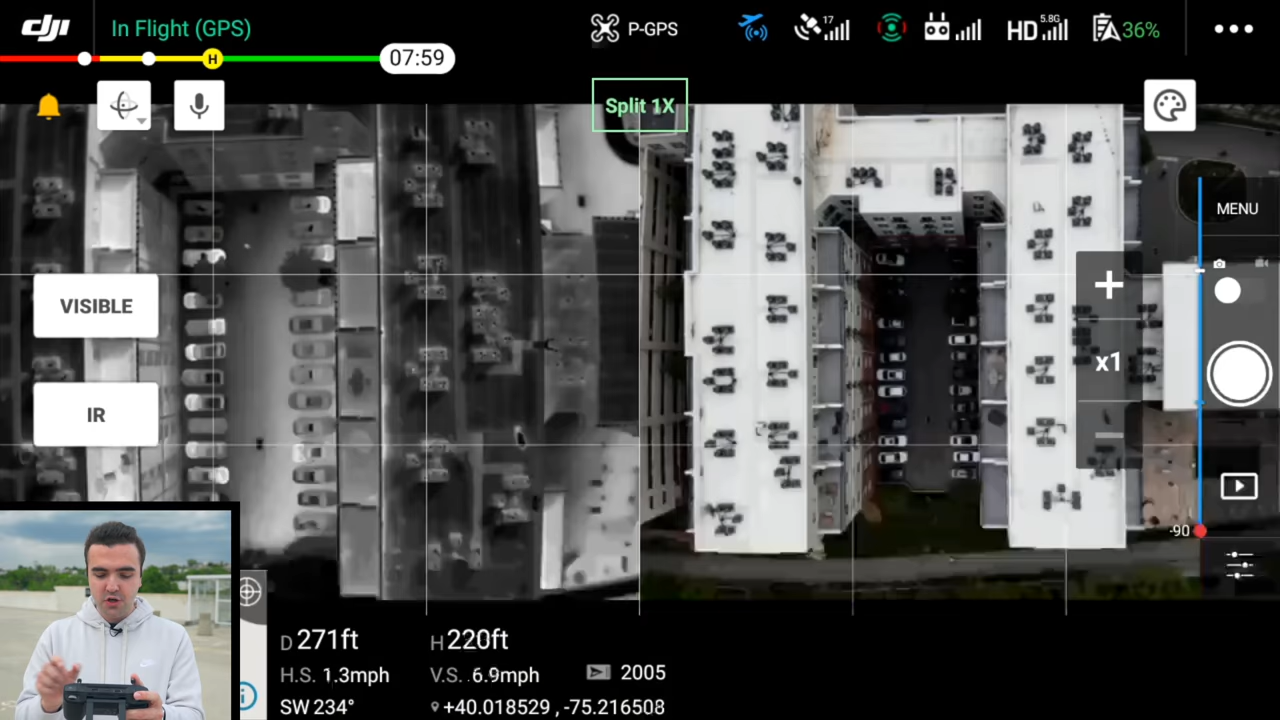 dji
In Flight (GPS)
P-GPS
17
HD 5.8G
36%
H
07:59
Split 1X
MENU
VISIBLE
+
x1
IR
-90
D 271ft
H 220ft
H.S. 1.3mph
V.S. 6.9mph
2005
SW 234°
+40.018529 , -75.216508